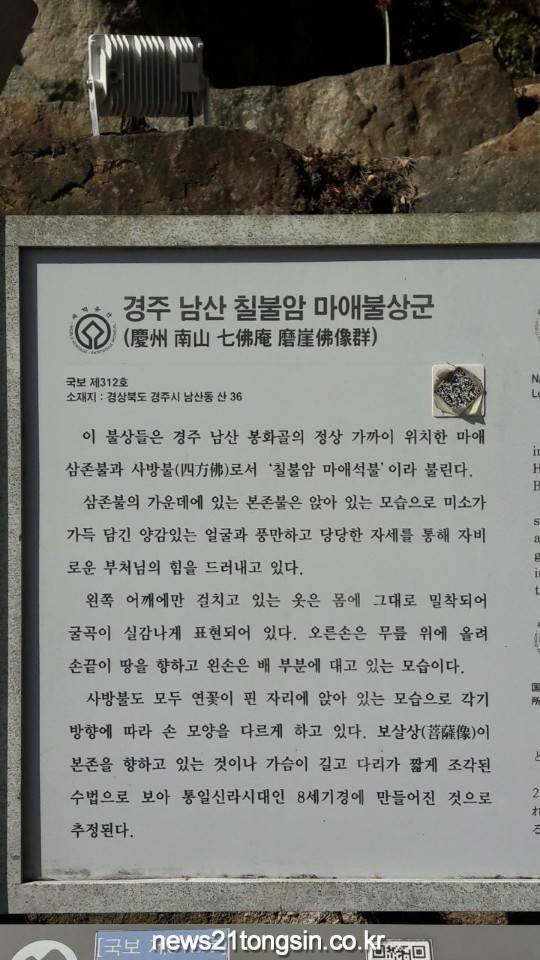 경주 남산 칠불암 마애불상군
(慶州 南山 七佛庵 磨崖佛像群)
국보 제312호
소재지 : 경상북도 경주시 남산동 산 36
이 불상들은 경주 남산 봉화골의 정상 가까이 위치한 마애
삼존불과 사방불(四方佛)로서 ‘칠불암 마애석불’이라 불린다.
삼존불의 가운데에 있는 본존불은 앉아 있는 모습으로 미소가
가득 담긴 양감있는 얼굴과 풍만하고 당당한 자세를 통해 자비
로운 부처님의 힘을 드러내고 있다.
왼쪽 어깨에만 걸치고 있는 옷은 몸에 그대로 밀착되어
굴곡이 실감나게 표현되어 있다. 오른손은 무릎 위에 올려
손끝이 땅을 향하고 왼손은 배 부분에 대고 있는 모습이다.
사방불도 모두 연꽃이 핀 자리에 앉아 있는 모습으로 각기
방향에 따라 손 모양을 다르게 하고 있다. 보살상(菩薩像)이
본존을 향하고 있는 것이나 가슴이 길고 다리가 짧게 조각된
수법으로 보아 통일신라시대인 8세기경에 만들어진 것으로
추정된다.
[국보
news21tongsin.co.kr